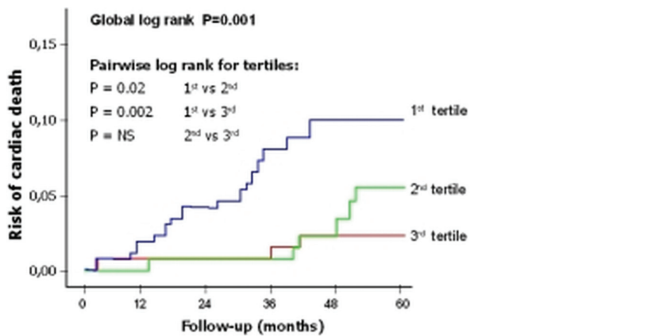 Global log rank P=0.001
0,15
Pairwise log rank for tertiles:
P = 0.02 1st vs 2nd
P = 0.002 1st vs 3rd
P = NS 2nd vs 3rd
0,10
1st tertile
0,05
2nd tertile
3rd tertile
0,00
Risk of cardiac death
0 12 24 36 48 60
Follow-up (months)